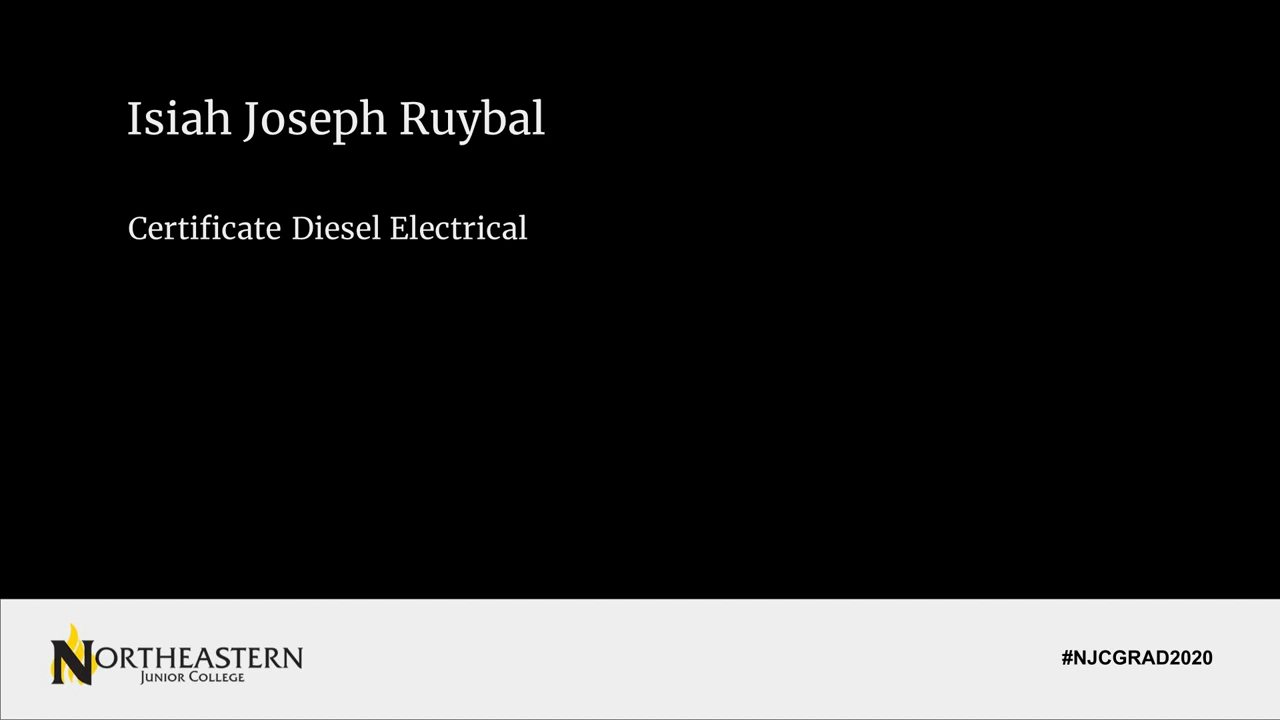 Isiah Joseph Ruybal
Certificate Diesel Electrical
NORTHEASTERN
JUNIOR COLLEGE
#NJCGRAD2020